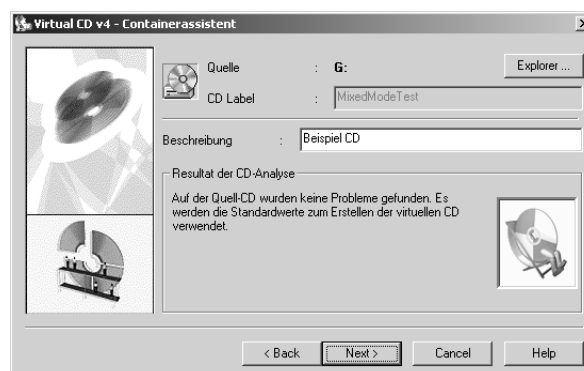 Virtual CD v4 - Containerassistent
Quelle : G: Explorer ...
CD Label : MixedModeTest
Beschreibung : Beispiel CD
Resultat der CD-Analyse
Auf der Quell-CD wurden keine Probleme gefunden. Es
werden die Standardwerte zum Erstellen der virtuellen CD
verwendet.
< Back Next > Cancel Help